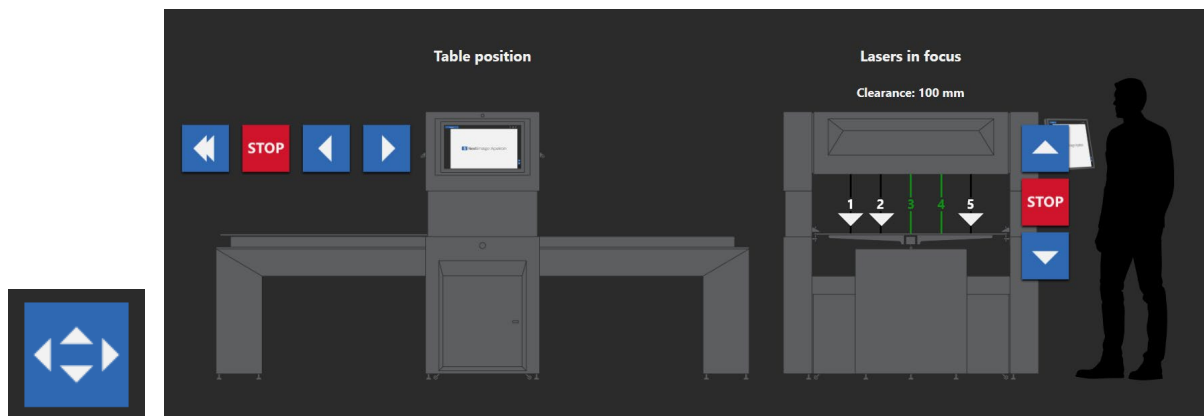 Table position
Lasers in focus
Clearance: 100 mm
STOP
1 2 3 4 5
STOP